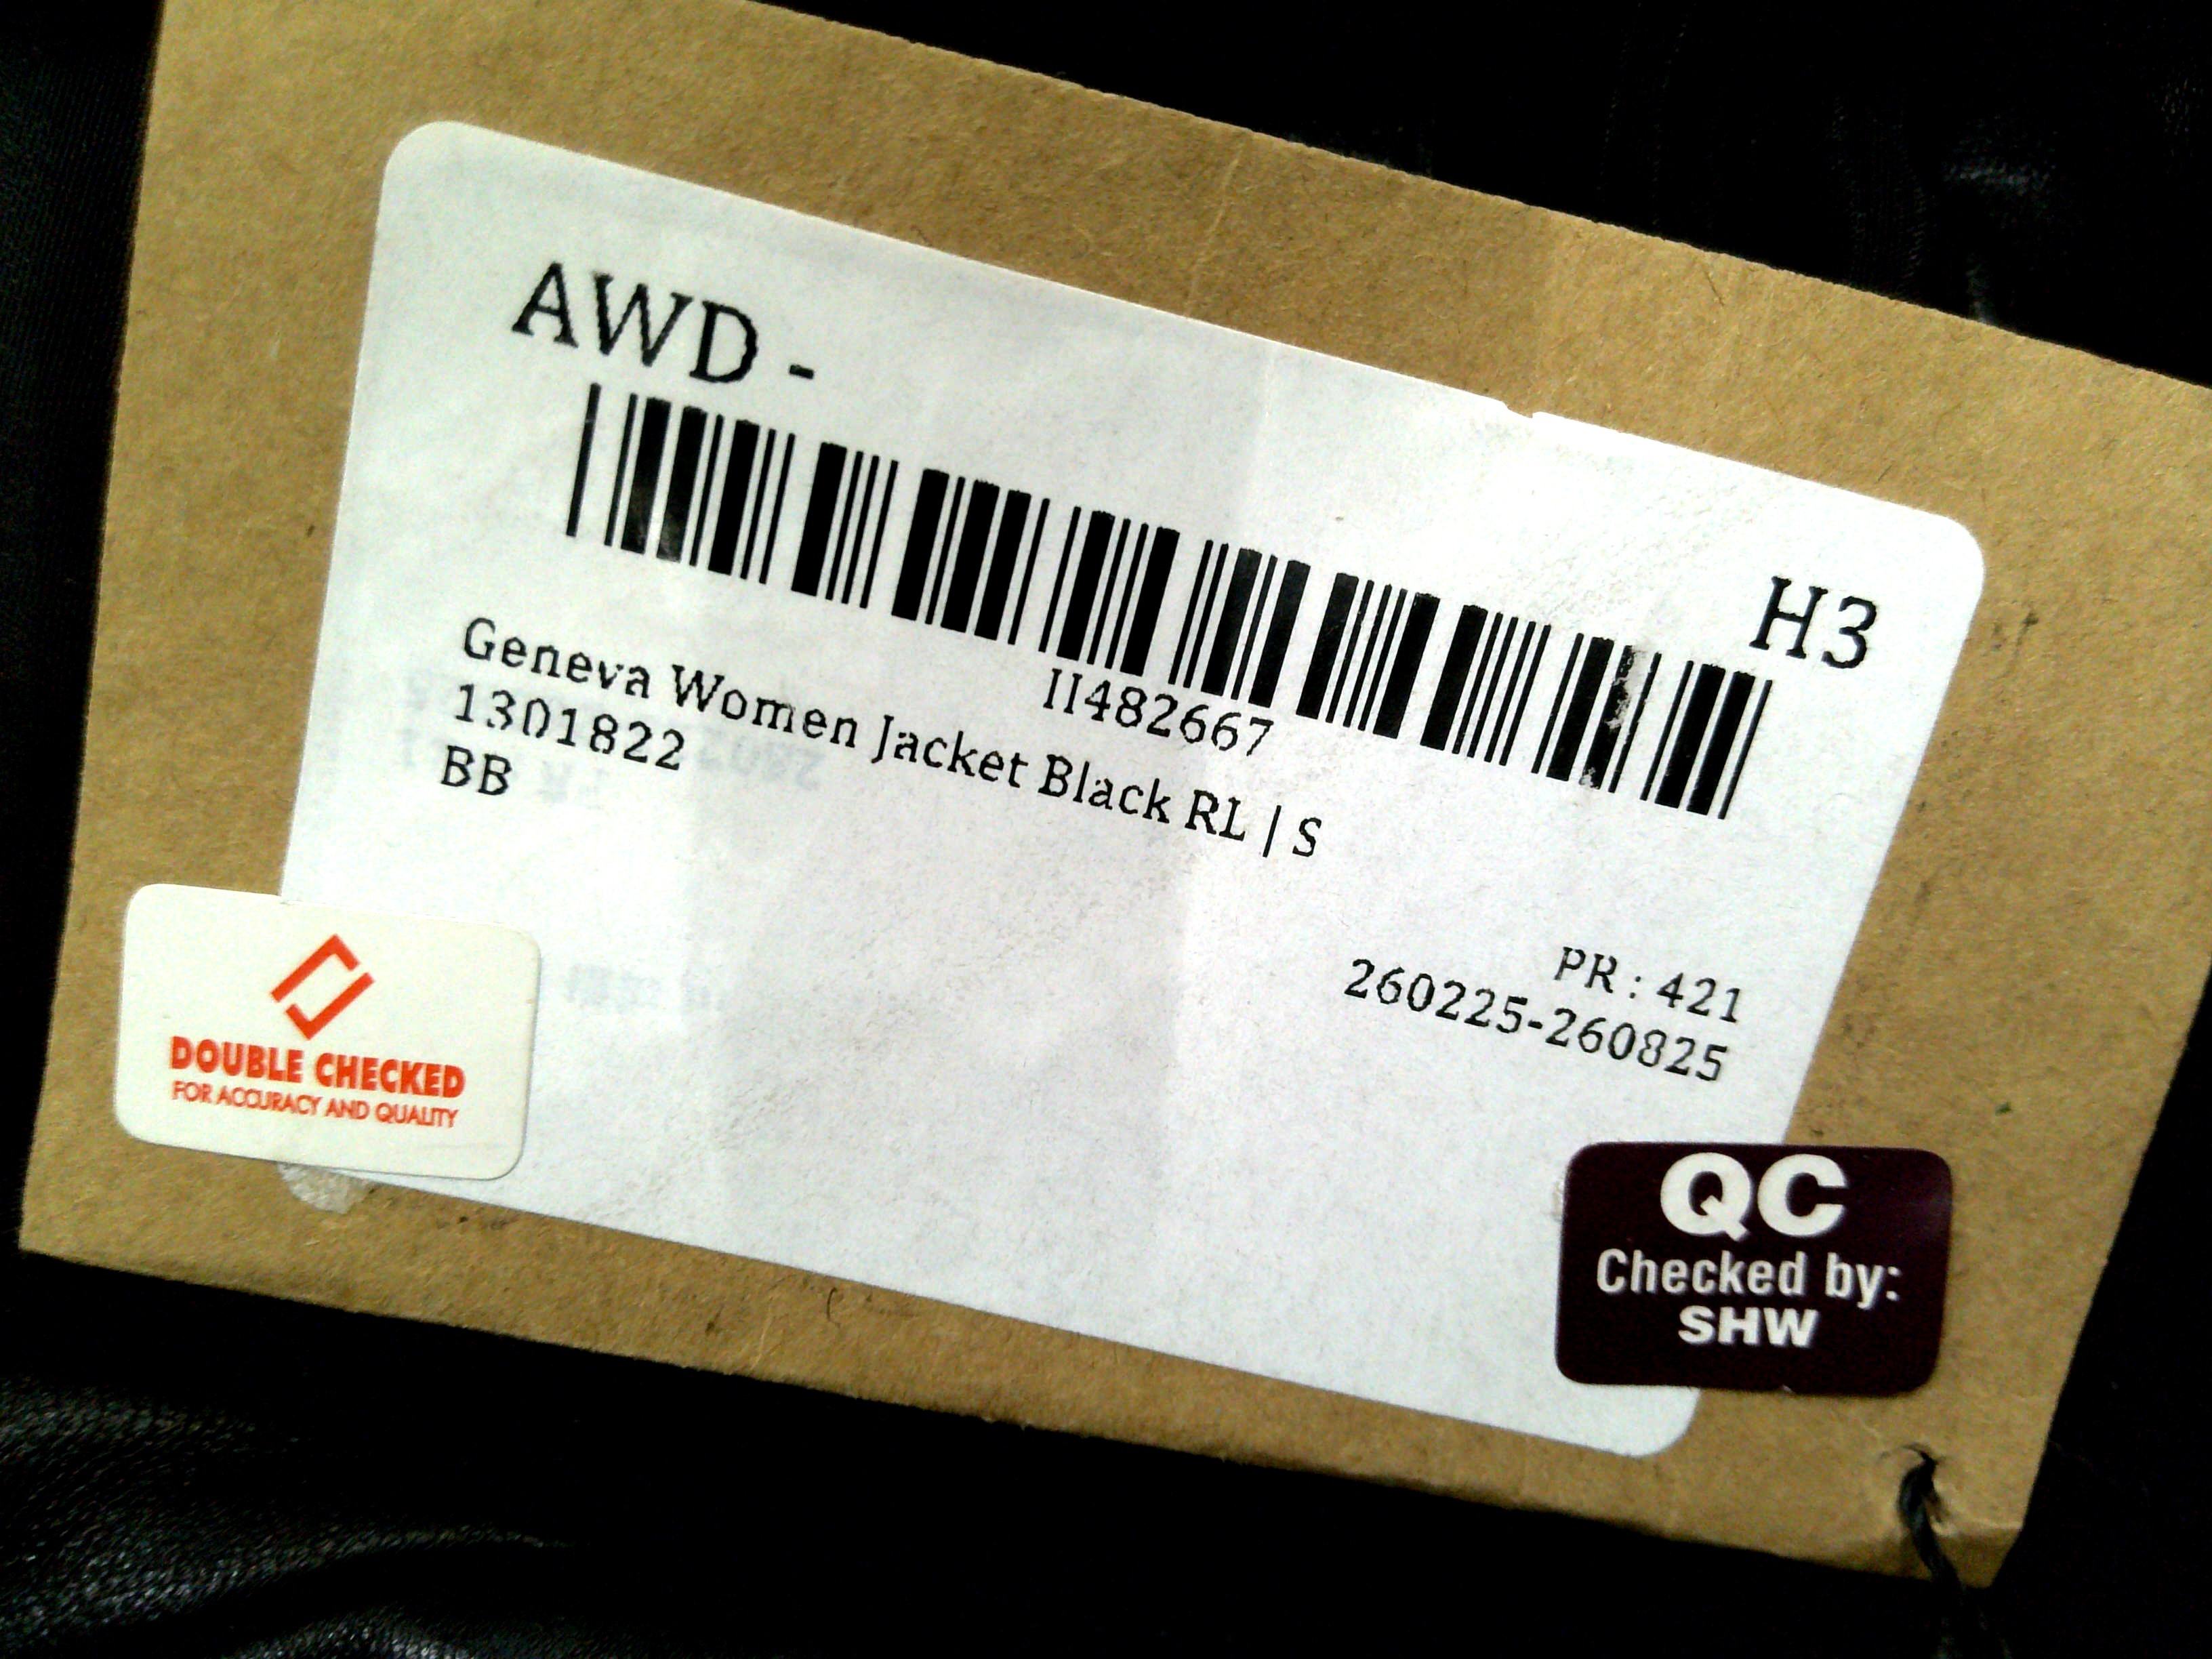 AWD -
H3
II482667
Geneva Women Jacket Black RL | S
1301822
BB
PR : 421
260225-260825
DOUBLE CHECKED
FOR ACCURACY AND QUALITY
QC
Checked by:
SHW